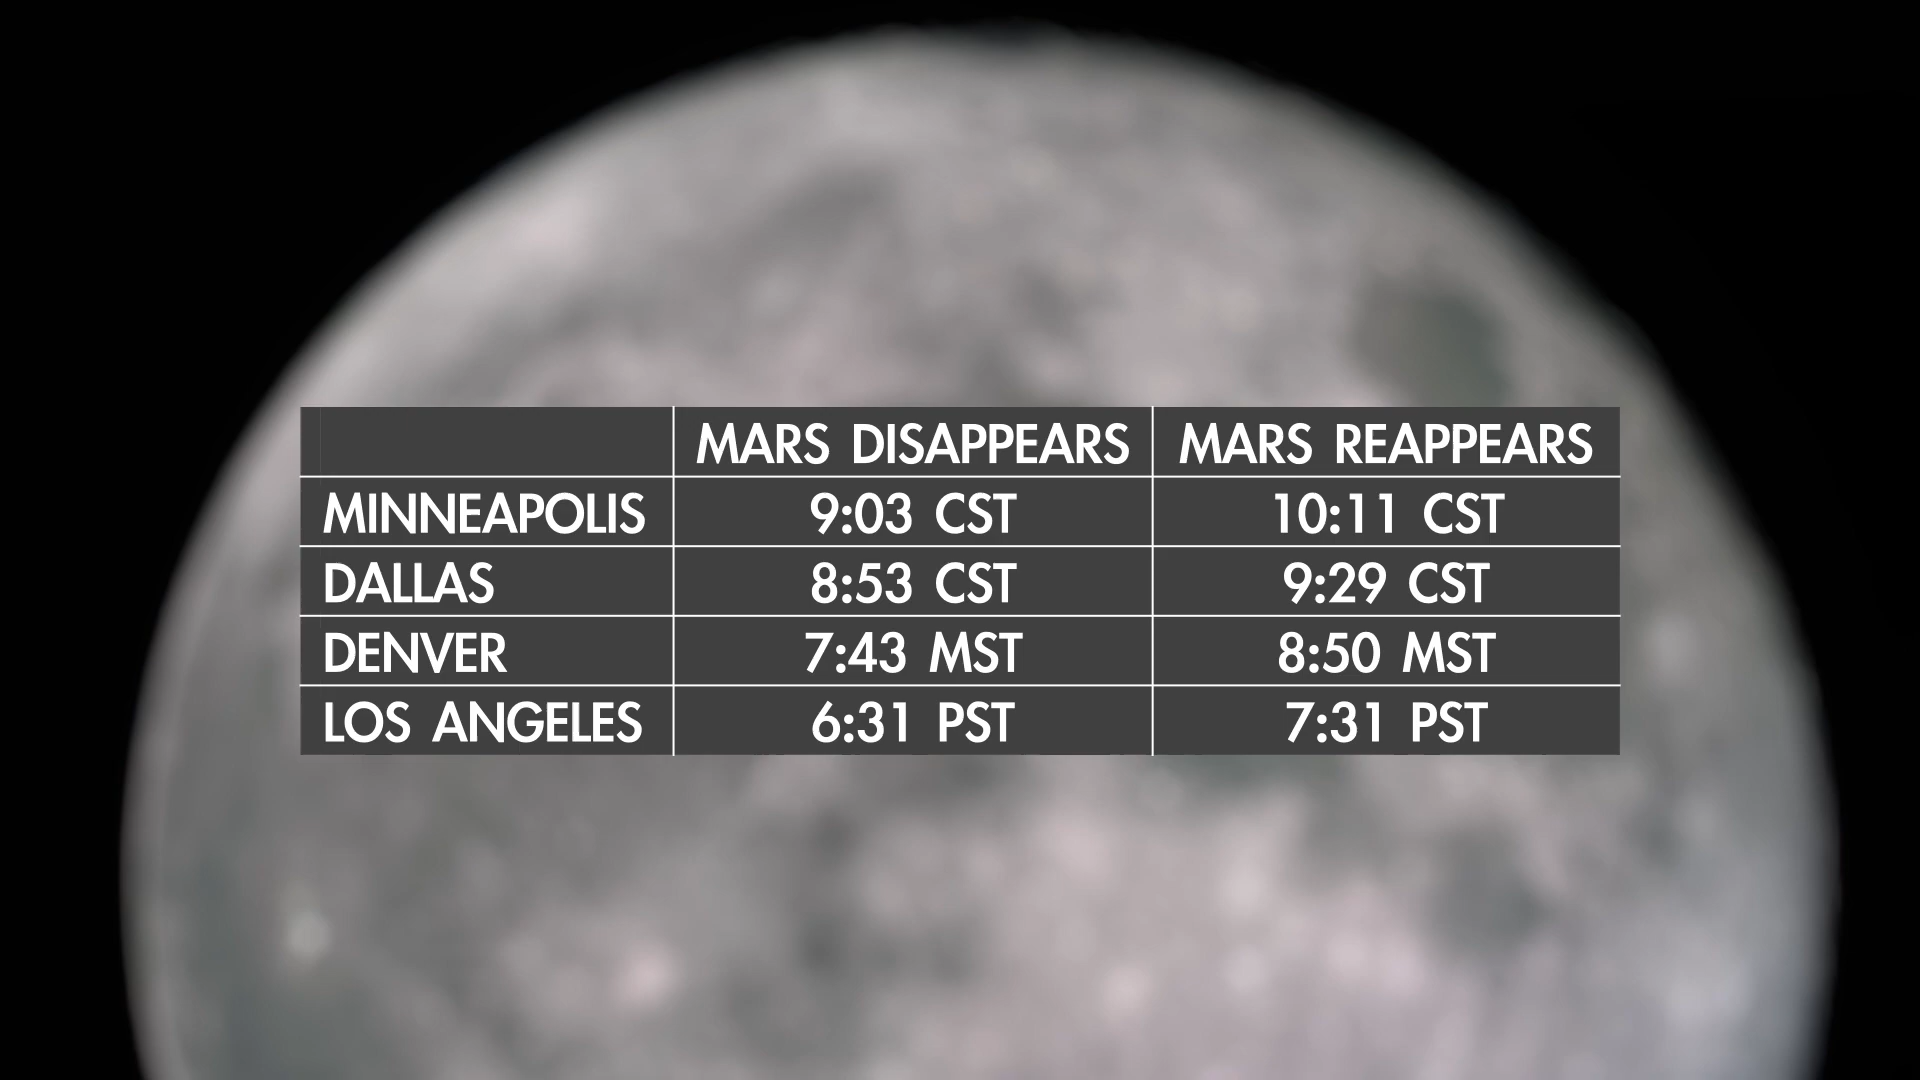 MARS DISAPPEARS MARS REAPPEARS
MINNEAPOLIS 9:03 CST 10:11 CST
DALLAS 8:53 CST 9:29 CST
DENVER 7:43 MST 8:50 MST
LOS ANGELES 6:31 PST 7:31 PST